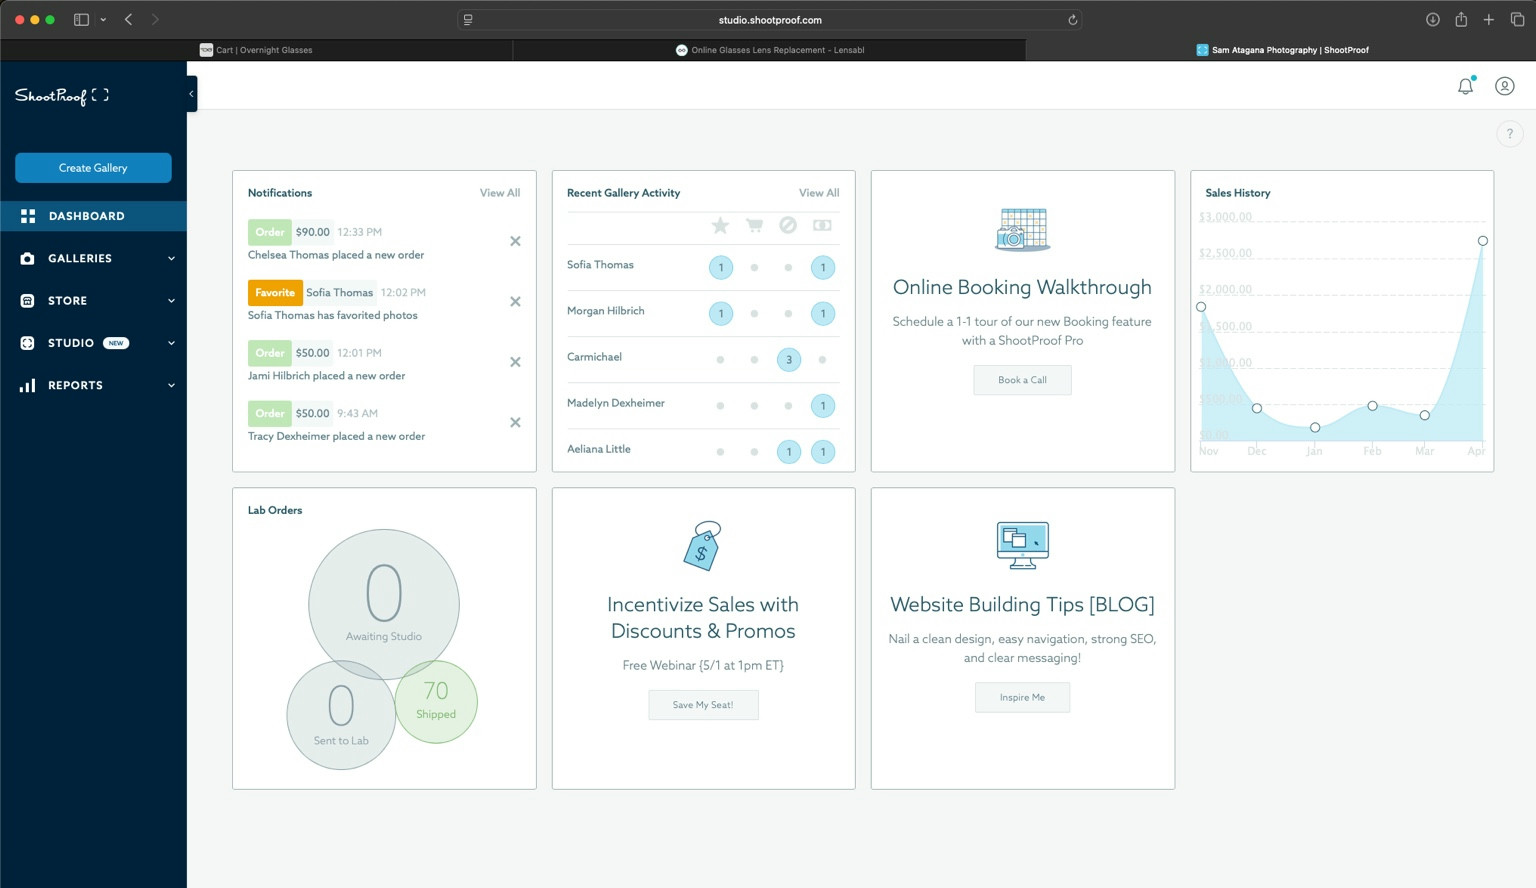 studio.shootproof.com
Cart | Overnight Glasses
Online Glasses Lens Replacement - Lensabl
Sam Atagana Photography | ShootProof
ShootProof
Create Gallery
DASHBOARD
GALLERIES
STORE
STUDIO NEW
REPORTS
?
Notifications View All
Order $90.00 12:33 PM
Chelsea Thomas placed a new order
Favorite Sofia Thomas 12:02 PM
Sofia Thomas has favorited photos
Order $50.00 12:01 PM
Jami Hilbrich placed a new order
Order $50.00 9:43 AM
Tracy Dexheimer placed a new order
Recent Gallery Activity View All
Sofia Thomas 1 1
Morgan Hilbrich 1 1
Carmichael 3
Madelyn Dexheimer 1
Aeliana Little 1 1
Online Booking Walkthrough
Schedule a 1-1 tour of our new Booking feature
with a ShootProof Pro
Book a Call
Sales History
$3,000.00
$2,500.00
$2,000.00
$1,500.00
$1,000.00
$500.00
$0.00
Nov Dec Jan Feb Mar Apr
Lab Orders
0
Awaiting Studio
0
Sent to Lab
70
Shipped
$
Incentivize Sales with
Discounts & Promos
Free Webinar {5/1 at 1pm ET}
Save My Seat!
Website Building Tips [BLOG]
Nail a clean design, easy navigation, strong SEO,
and clear messaging!
Inspire Me